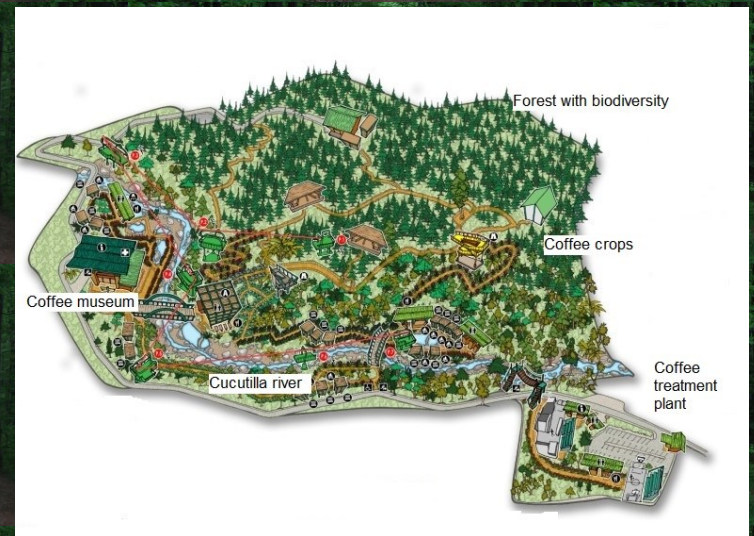 Forest with biodiversity
Coffee crops
Coffee museum
Cucutilla river
Coffee
treatment
plant